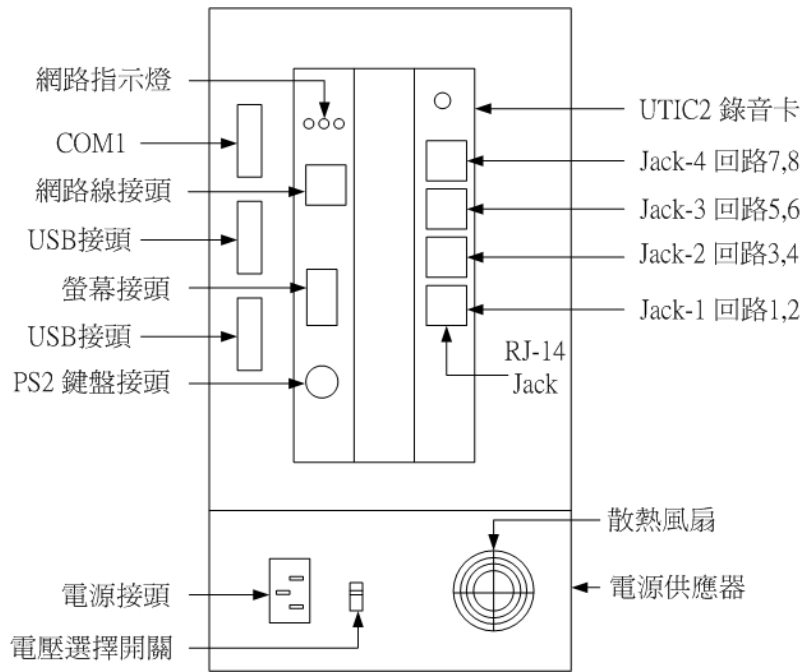 網路指示燈
COM1
網路線接頭
USB接頭
螢幕接頭
USB接頭
PS2 鍵盤接頭
UTIC2 錄音卡
Jack-4 回路7,8
Jack-3 回路5,6
Jack-2 回路3,4
Jack-1 回路1,2
RJ-14
Jack
散熱風扇
電源供應器
電源接頭
電壓選擇開關